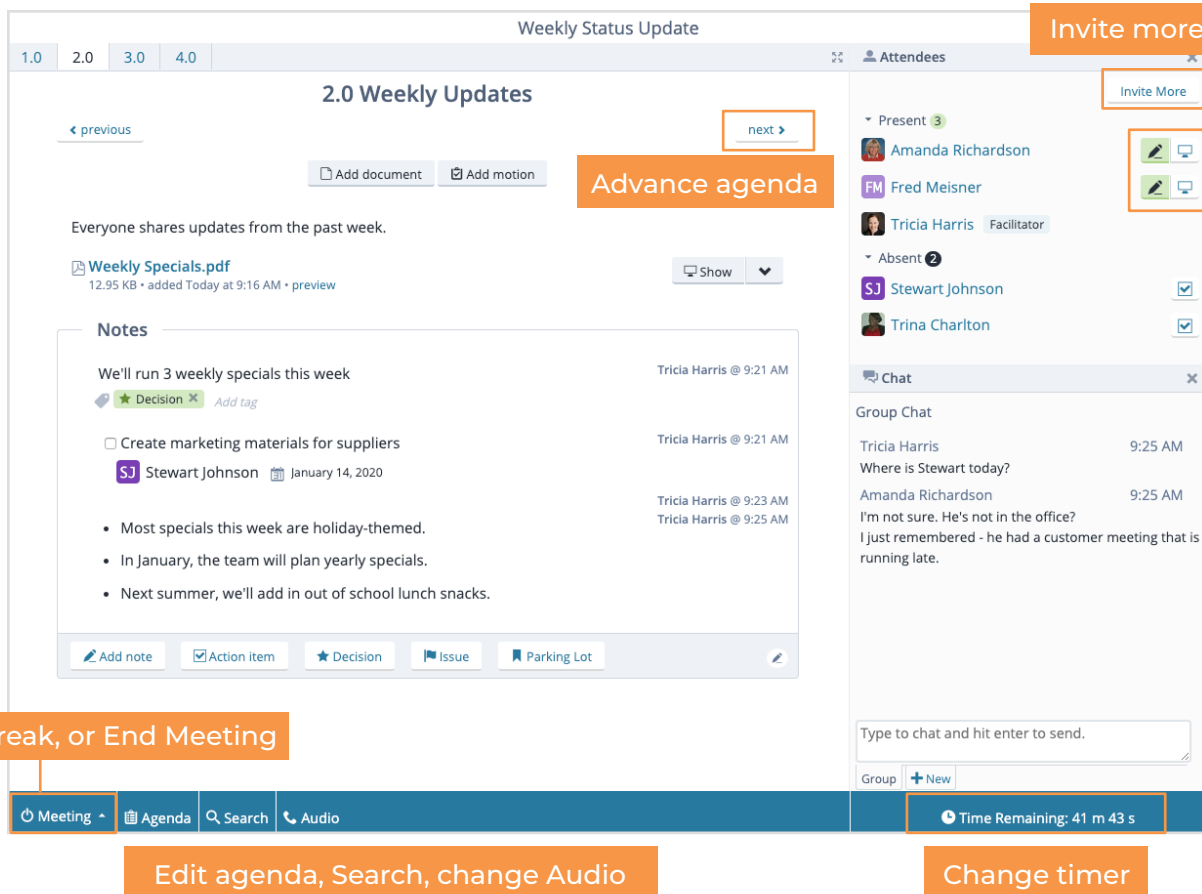 Weekly Status Update
Invite more
1.0 2.0 3.0 4.0
Attendees
2.0 Weekly Updates
Invite More
previous
next
Advance agenda
Add document
Add motion
Everyone shares updates from the past week.
Weekly Specials.pdf
12.95 KB • added Today at 9:16 AM • preview
Show
Notes
We'll run 3 weekly specials this week
Tricia Harris @ 9:21 AM
Decision
Add tag
Create marketing materials for suppliers
Tricia Harris @ 9:21 AM
SJ Stewart Johnson January 14, 2020
Tricia Harris @ 9:23 AM
Tricia Harris @ 9:25 AM
• Most specials this week are holiday-themed.
• In January, the team will plan yearly specials.
• Next summer, we'll add in out of school lunch snacks.
Add note
Action item
Decision
Issue
Parking Lot
Present 3
Amanda Richardson
FM Fred Meisner
Tricia Harris Facilitator
Absent 2
SJ Stewart Johnson
Trina Charlton
Chat
Group Chat
Tricia Harris 9:25 AM
Where is Stewart today?
Amanda Richardson 9:25 AM
I'm not sure. He's not in the office?
I just remembered - he had a customer meeting that is
running late.
Type to chat and hit enter to send.
Group
New
or End Meeting
Meeting
Agenda
Search
Audio
Time Remaining: 41 m 43 s
Edit agenda, Search, change Audio
Change timer